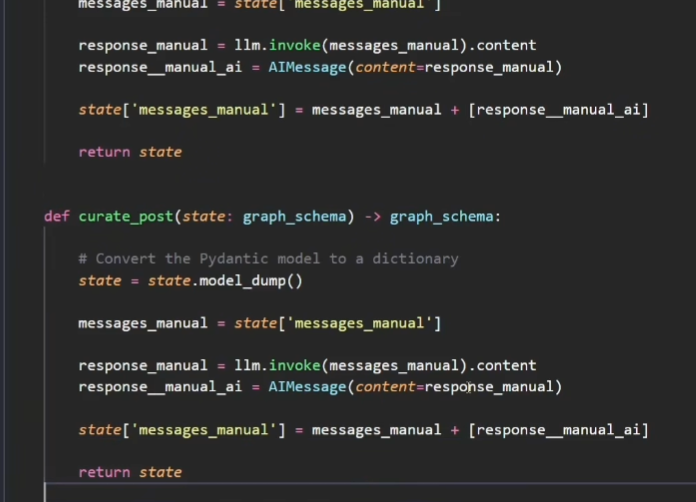 messages_manual = state['messages_manual']
response_manual = llm.invoke(messages_manual).content
response__manual_ai = AIMessage(content=response_manual)
state['messages_manual'] = messages_manual + [response__manual_ai]
return state
def curate_post(state: graph_schema) -> graph_schema:
# Convert the Pydantic model to a dictionary
state = state.model_dump()
messages_manual = state['messages_manual']
response_manual = llm.invoke(messages_manual).content
response__manual_ai = AIMessage(content=response_manual)
state['messages_manual'] = messages_manual + [response__manual_ai]
return state